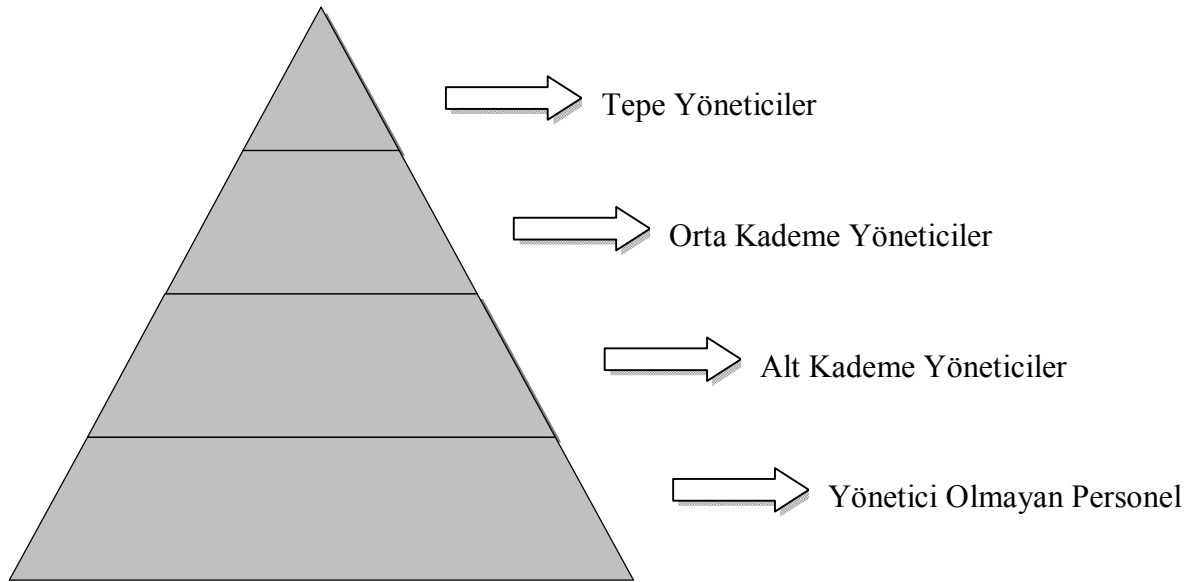 Tepe Yöneticiler
Orta Kademe Yöneticiler
Alt Kademe Yöneticiler
Yönetici Olmayan Personel